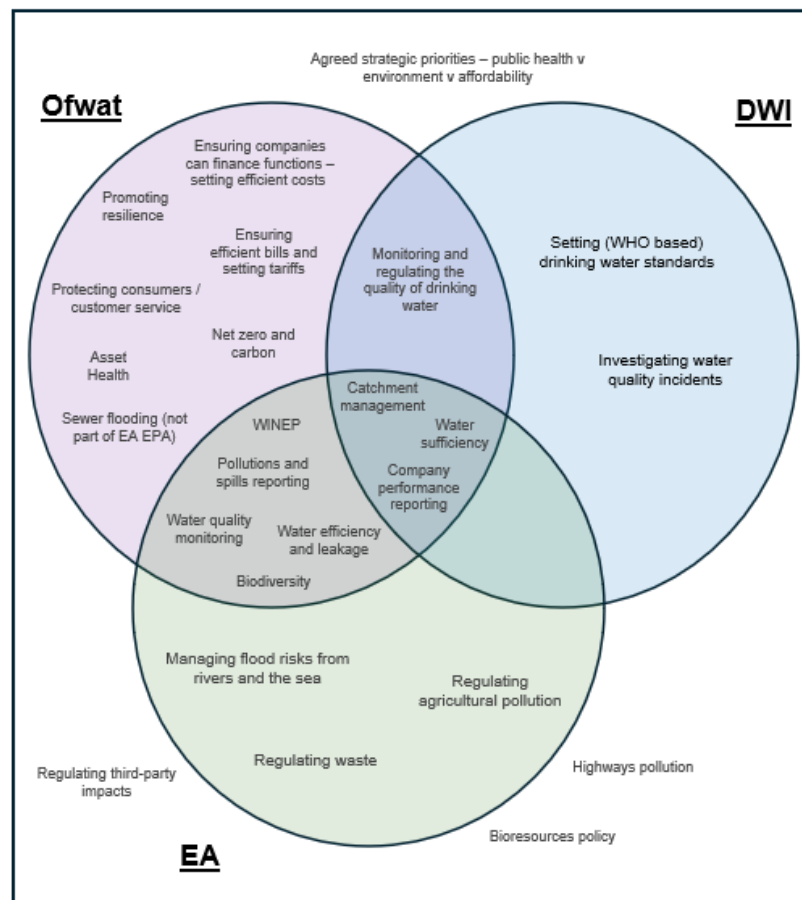 Agreed strategic priorities – public health v
environment v affordability
Ofwat
DWI
Ensuring companies
can finance functions –
setting efficient costs
Promoting
resilience
Ensuring
efficient bills and
setting tariffs
Protecting consumers /
customer service
Net zero and
carbon
Asset
Health
Sewer flooding (not
part of EA EPA)
Monitoring and
regulating the
quality of drinking
water
Setting (WHO based)
drinking water standards
Investigating water
quality incidents
Catchment
management
Water
sufficiency
Company
performance
reporting
WINEP
Pollutions and
spills reporting
Water quality
monitoring
Water efficiency
and leakage
Biodiversity
Managing flood risks from
rivers and the sea
Regulating
agricultural pollution
Regulating waste
Regulating third-party
impacts
Highways pollution
Bioresources policy
EA